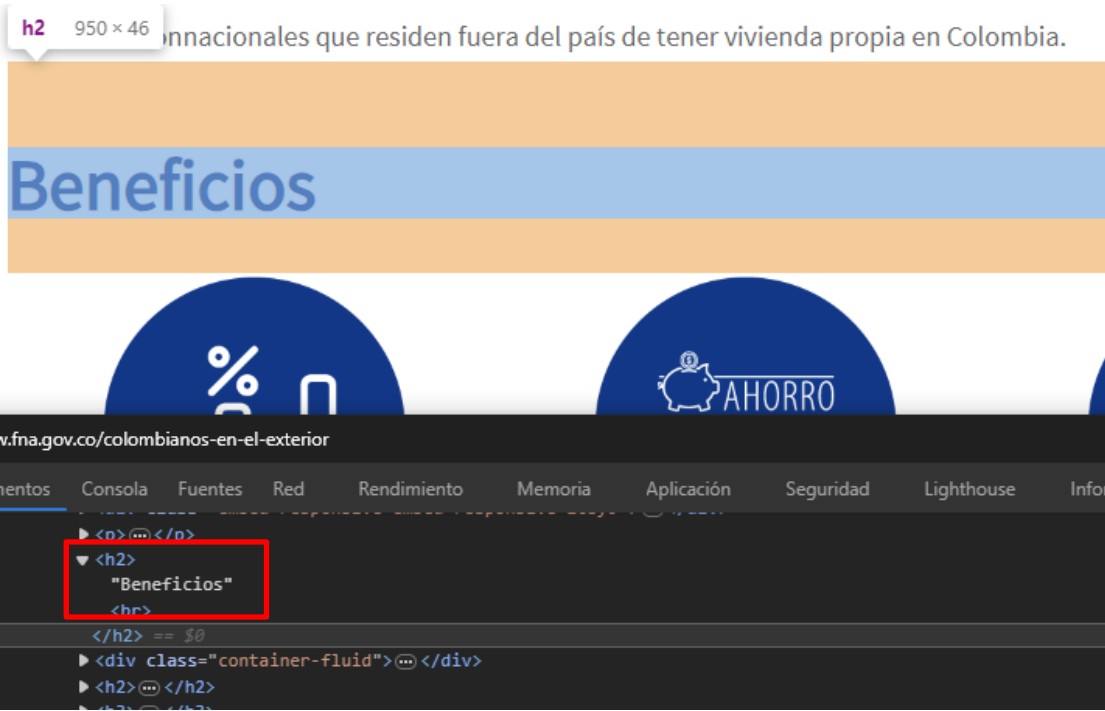 h2 950 × 46
nnacionales que residen fuera del país de tener vivienda propia en Colombia.
Beneficios
%
AHORRO
w.fna.gov.co/colombianos-en-el-exterior
mentos Consola Fuentes Red Rendimiento Memoria Aplicación Seguridad Lighthouse Infor
<p>⋯</p>
<h2>
"Beneficios"
<br>
</h2> == $0
<div class="container-fluid">⋯</div>
<h2>⋯</h2>